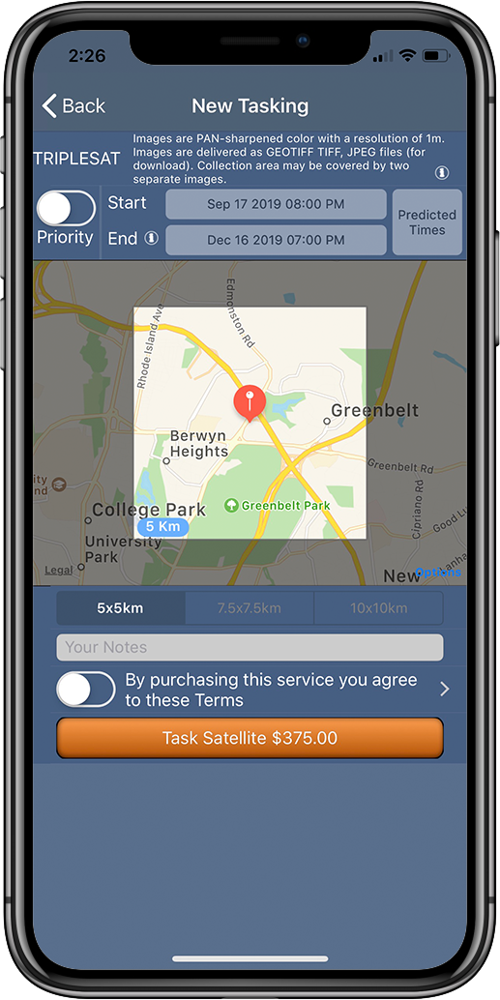 2:26
Back
New Tasking
TRIPLESAT
Images are PAN-sharpened color with a resolution of 1m.
Images are delivered as GEOTIFF TIFF, JPEG files (for
download). Collection area may be covered by two
separate images.
Priority
Start
Sep 17 2019 08:00 PM
End
Dec 16 2019 07:00 PM
Predicted
Times
Rhode Island Ave
Edmonston Rd
Greenbelt
Berwyn
Heights
Greenbelt Rd
ity
nd
College Park
Greenbelt Park
Cipriano Rd
Good Lu
5 Km
University
Park
Lanha
Legal
New
Options
5x5km
7.5x7.5km
10x10km
Your Notes
By purchasing this service you agree
to these Terms
Task Satellite $375.00